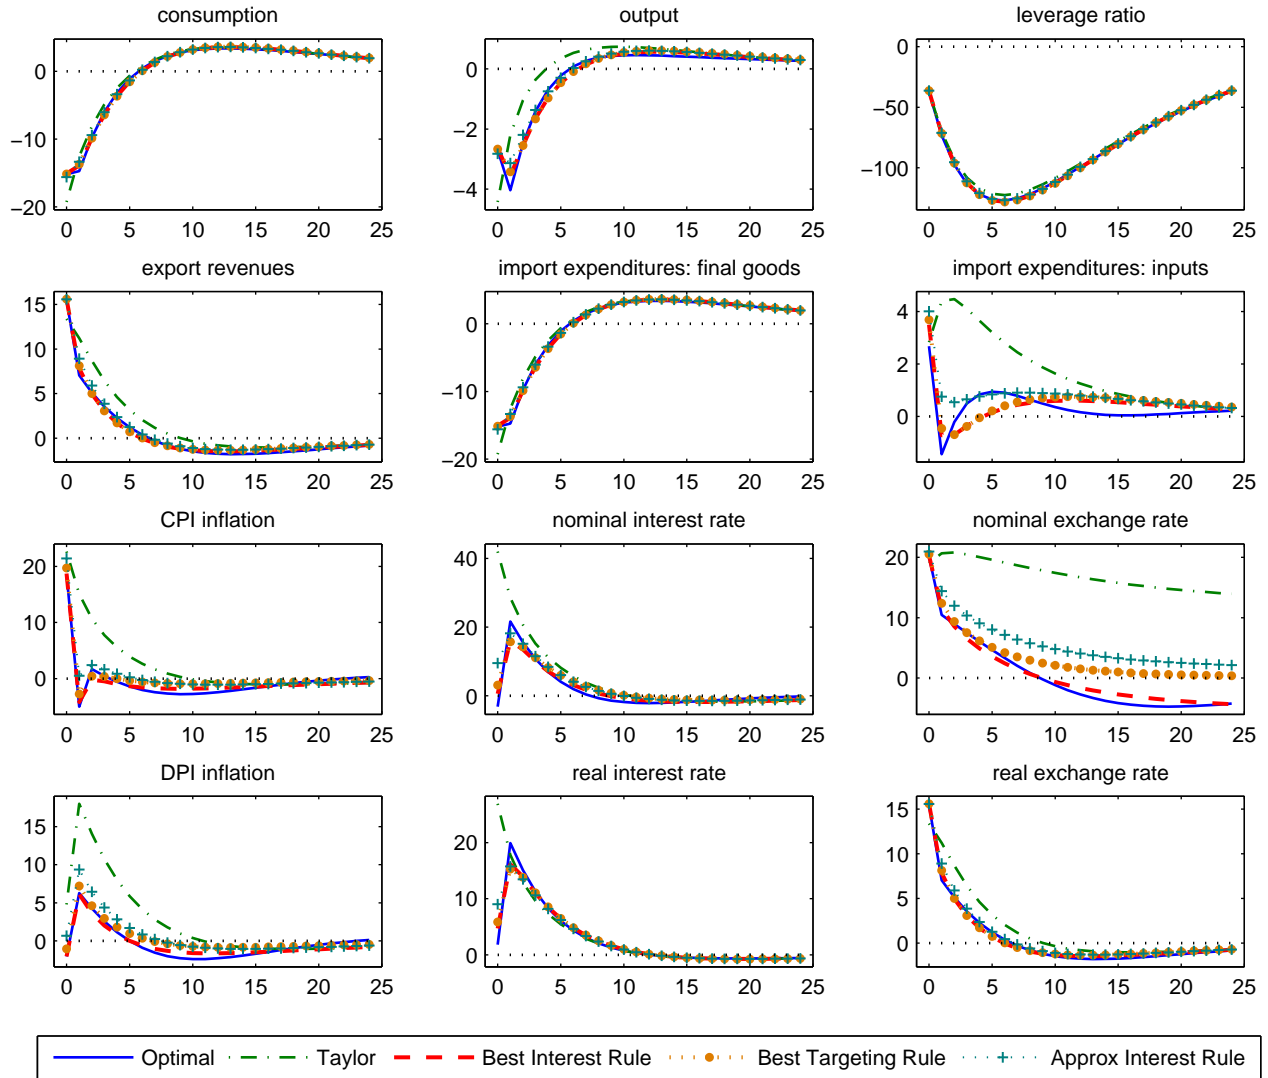 consumption
output
leverage ratio
0
−10
−20
0 5 10 15 20 25
0
−2
−4
0 5 10 15 20 25
0
−50
−100
0 5 10 15 20 25
export revenues
import expenditures: final goods
import expenditures: inputs
15
10
5
0
0 5 10 15 20 25
0
−10
−20
0 5 10 15 20 25
4
2
0
0 5 10 15 20 25
CPI inflation
nominal interest rate
nominal exchange rate
20
10
0
0 5 10 15 20 25
40
20
0
0 5 10 15 20 25
20
10
0
0 5 10 15 20 25
DPI inflation
real interest rate
real exchange rate
15
10
5
0
0 5 10 15 20 25
20
10
0
0 5 10 15 20 25
15
10
5
0
0 5 10 15 20 25
Optimal Taylor Best Interest Rule Best Targeting Rule Approx Interest Rule